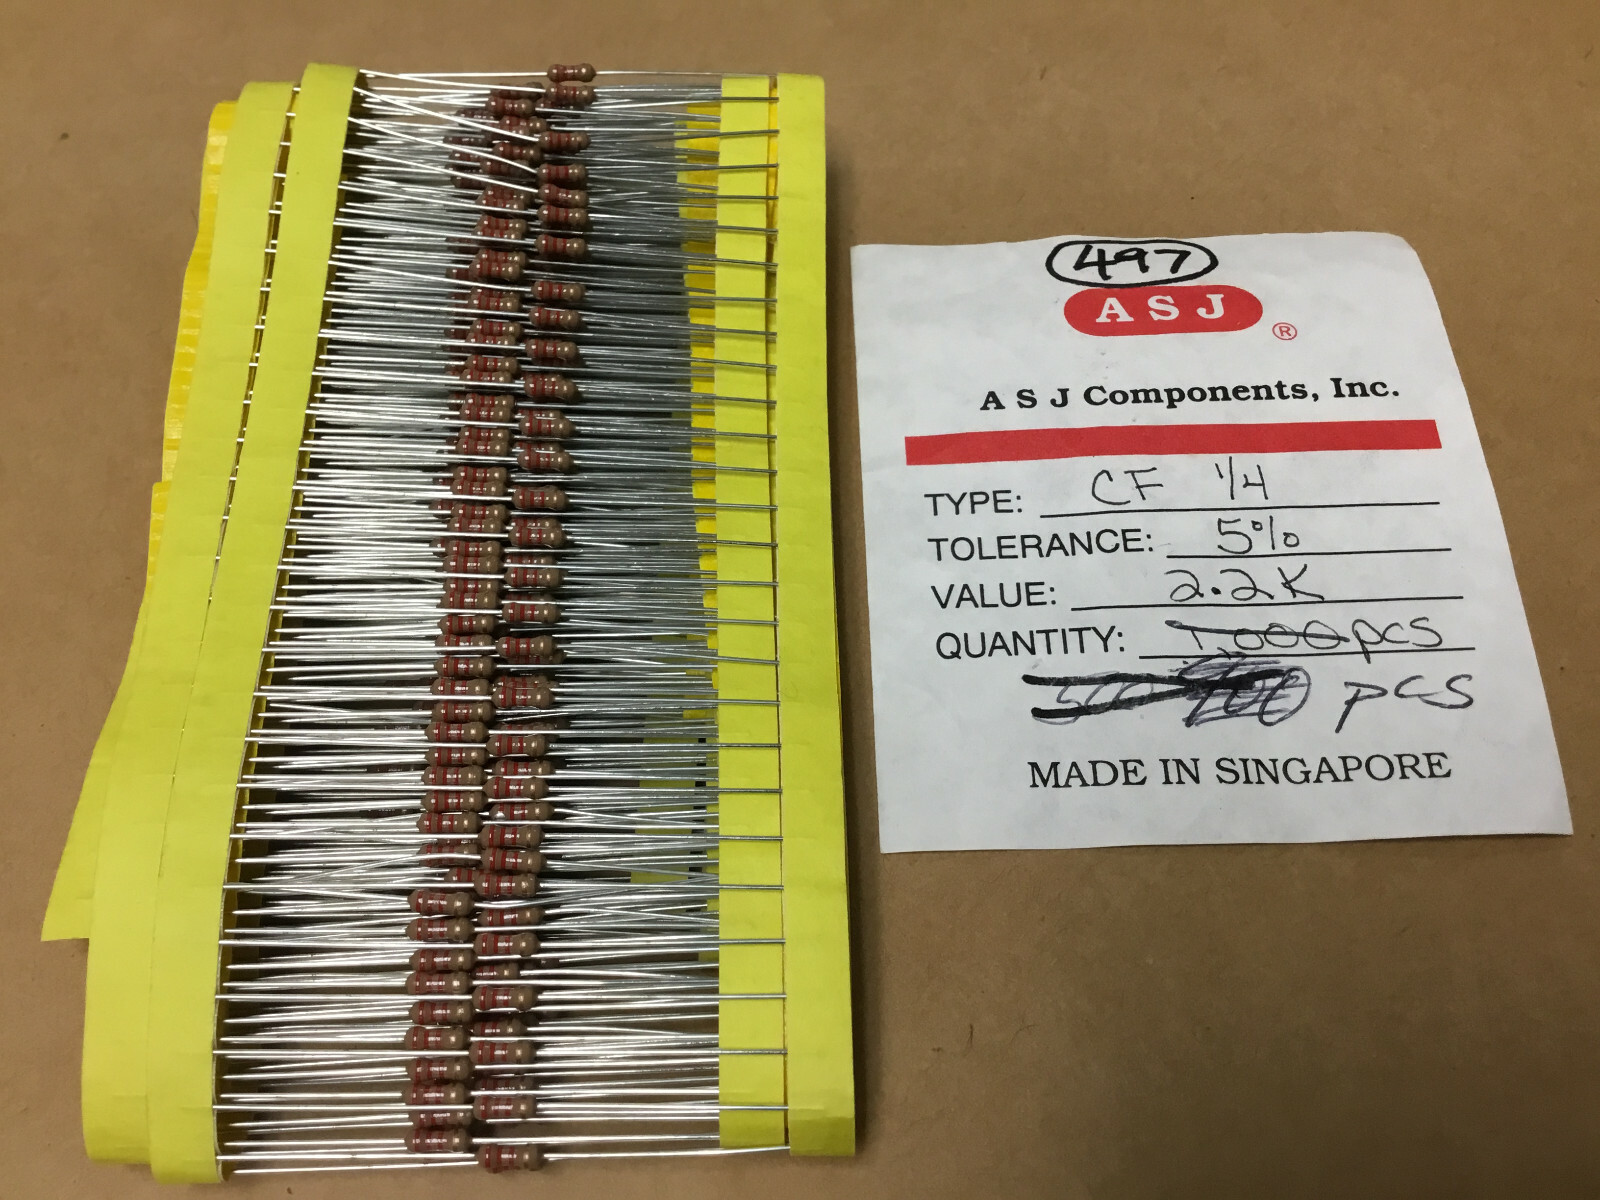 497
A S J
®
A S J Components, Inc.
TYPE: CF 1/4
TOLERANCE: 5%
VALUE: 2.2K
QUANTITY: 1,000 pcs
pcs
MADE IN SINGAPORE